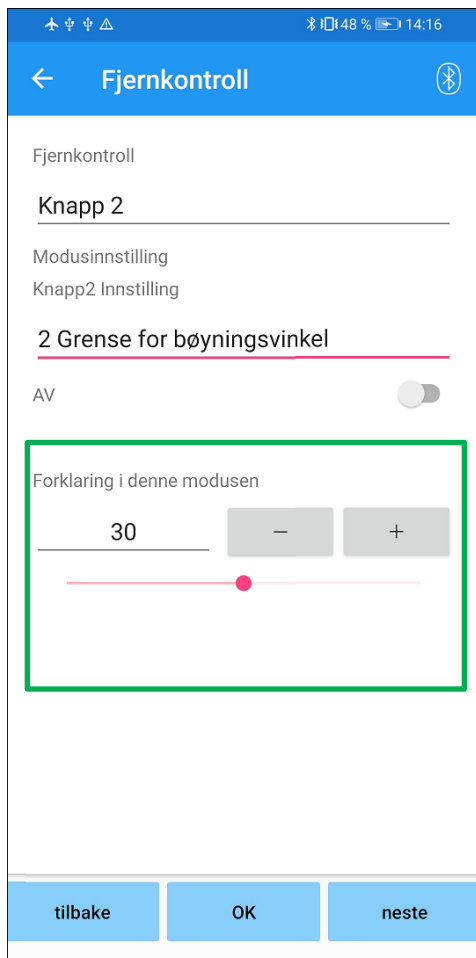 48 % 14:16
Fjernkontroll
Fjernkontroll
Knapp 2
Modusinnstilling
Knapp2 Innstilling
2 Grense for bøyningsvinkel
AV
Forklaring i denne modusen
30 − +
tilbake OK neste